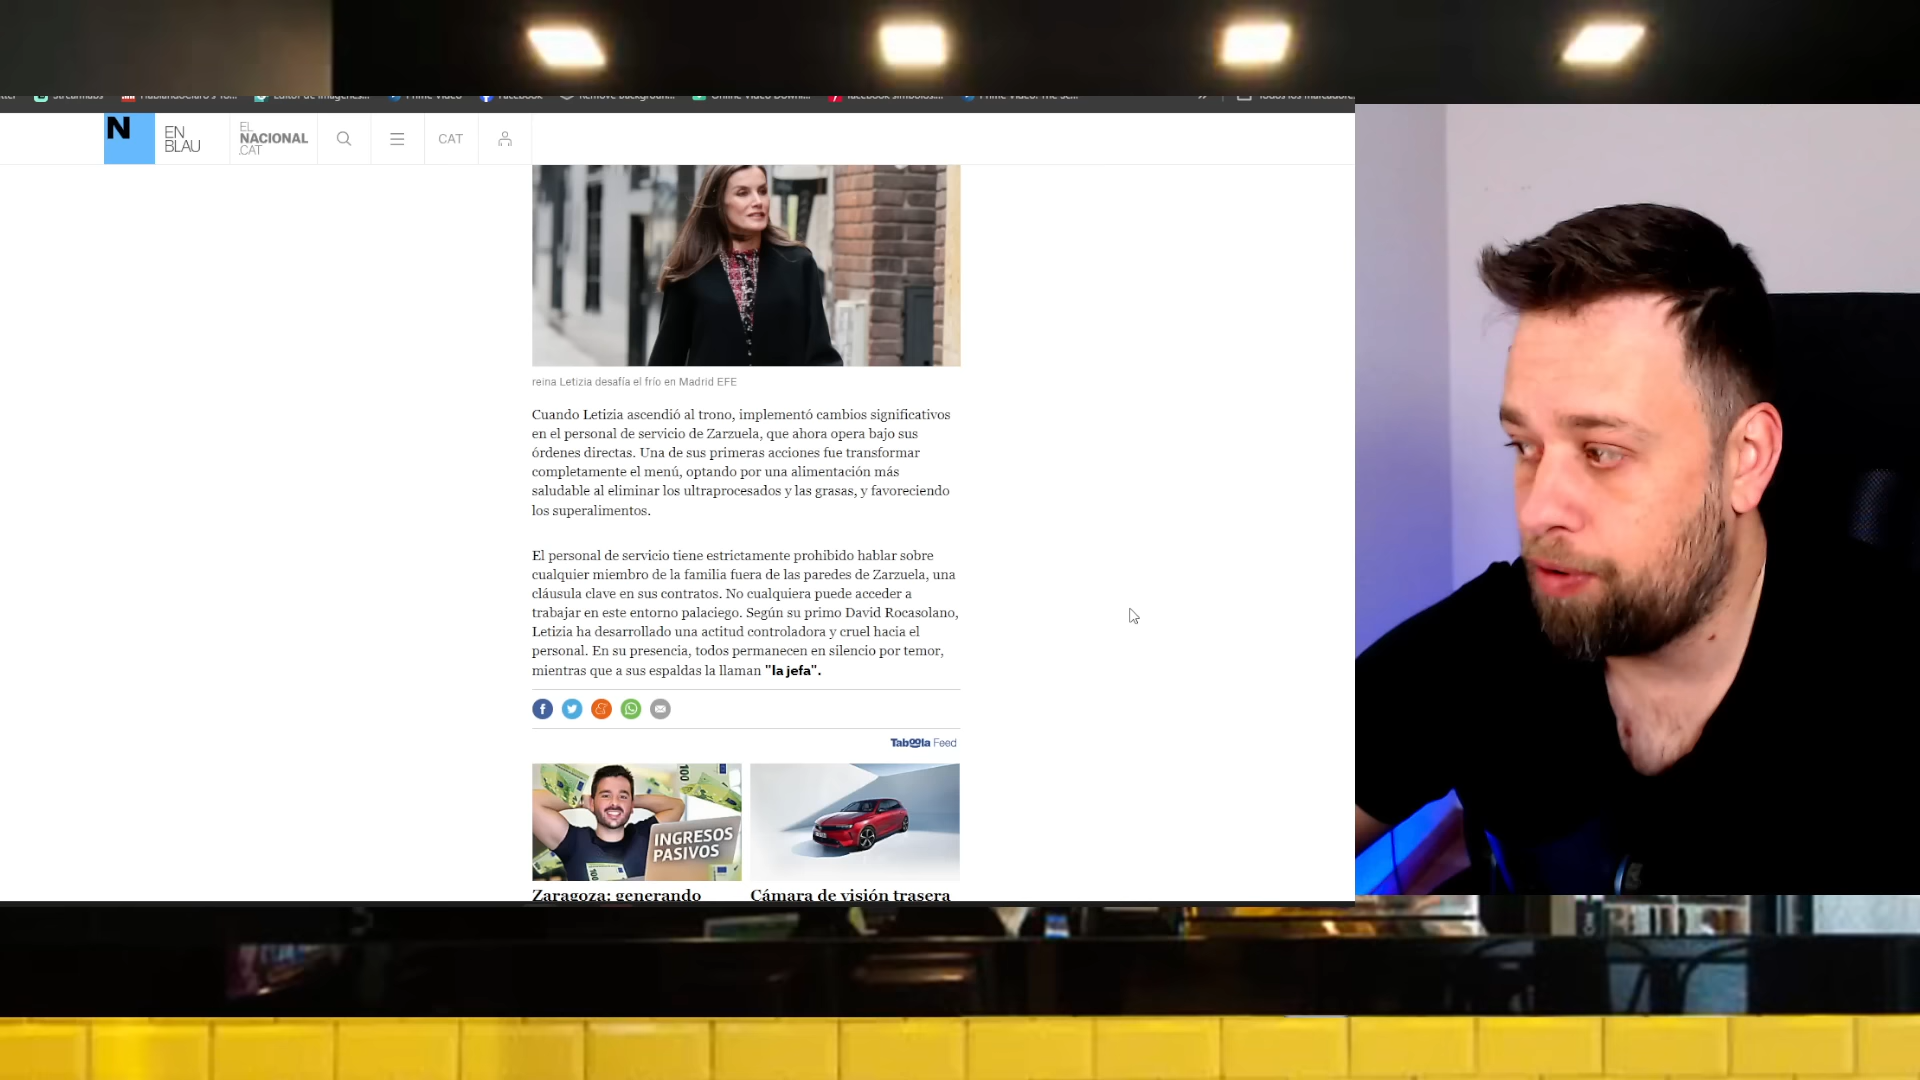 Prime Video
Facebook
N
EN
BLAU
EL
NACIONAL
.CAT
CAT
reina Letizia desafía el frío en Madrid EFE
Cuando Letizia ascendió al trono, implementó cambios significativos
en el personal de servicio de Zarzuela, que ahora opera bajo sus
órdenes directas. Una de sus primeras acciones fue transformar
completamente el menú, optando por una alimentación más
saludable al eliminar los ultraprocesados y las grasas, y favoreciendo
los superalimentos.
El personal de servicio tiene estrictamente prohibido hablar sobre
cualquier miembro de la familia fuera de las paredes de Zarzuela, una
cláusula clave en sus contratos. No cualquiera puede acceder a
trabajar en este entorno palaciego. Según su primo David Rocasolano,
Letizia ha desarrollado una actitud controladora y cruel hacia el
personal. En su presencia, todos permanecen en silencio por temor,
mientras que a sus espaldas la llaman "la jefa".
Taboola Feed
100
INGRESOS
PASIVOS
Zaragoza: generando
Cámara de visión trasera